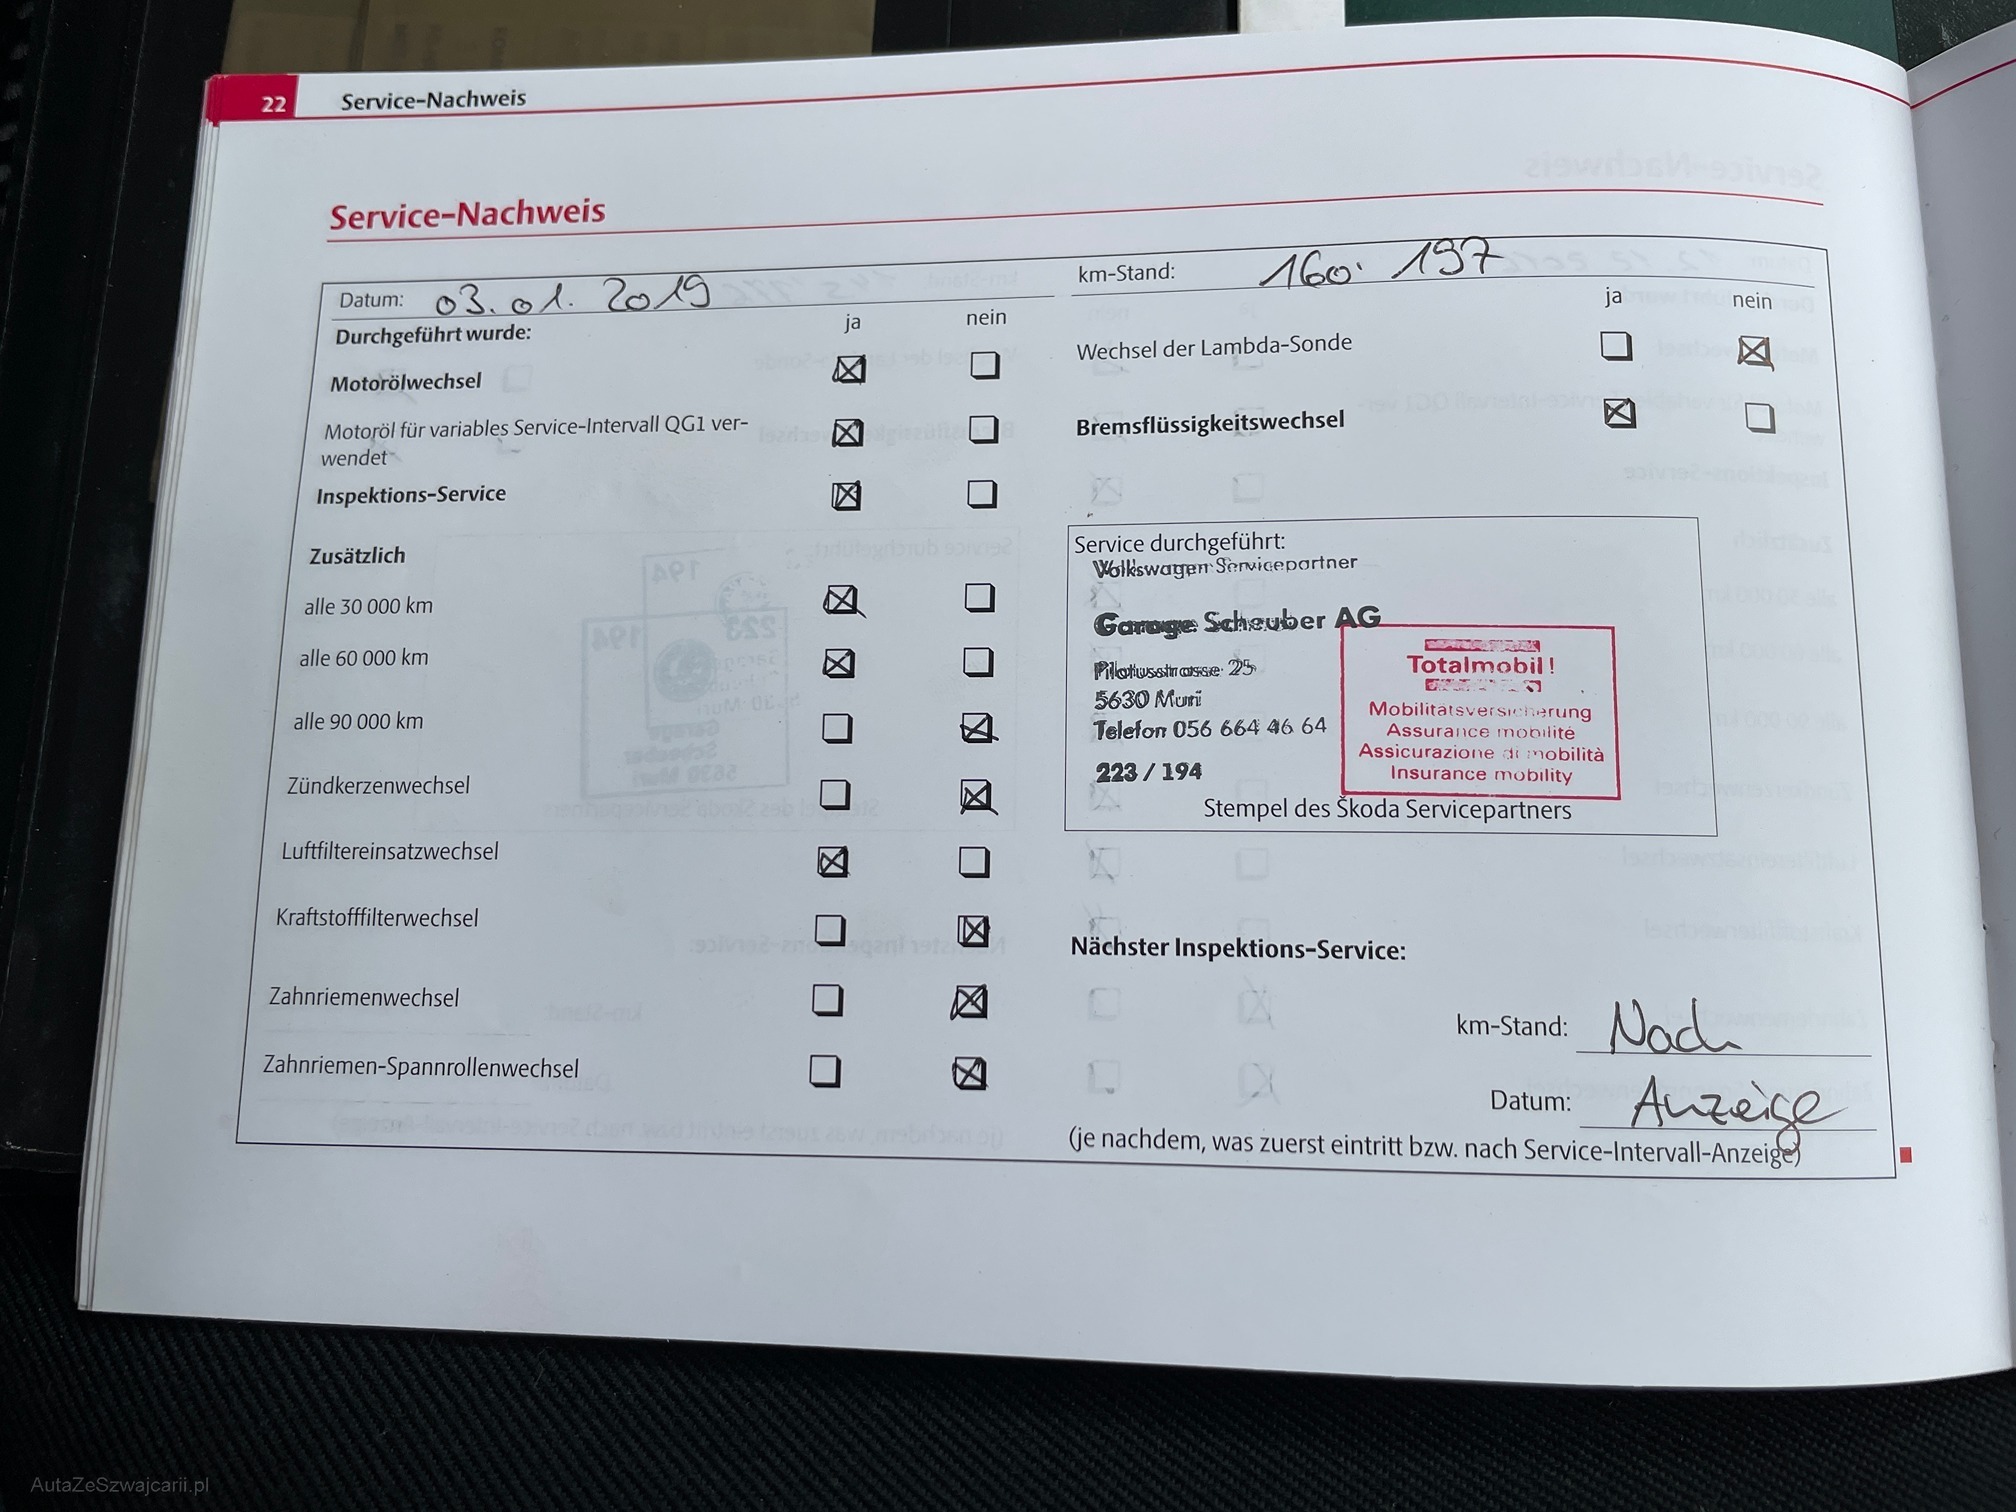 22 Service-Nachweis
Service-Nachweis
Datum: 03. 01. 2019
km-Stand: 160. 197
Durchgeführt wurde: ja nein
Motorölwechsel
Motoröl für variables Service-Intervall QG1 ver-
wendet
Inspektions-Service
Zusätzlich
alle 30 000 km
alle 60 000 km
alle 90 000 km
Zündkerzenwechsel
Luftfiltereinsatzwechsel
Kraftstofffilterwechsel
Zahnriemenwechsel
Zahnriemen-Spannrollenwechsel
ja nein
Wechsel der Lambda-Sonde
Bremsflüssigkeitswechsel
Service durchgeführt:
Volkswagen Servicepartner
Garage Scheuber AG
Pilatusstrasse 25
5630 Muri
Telefon 056 664 46 64
223 / 194
Totalmobil!
Mobilitätsversicherung
Assurance mobilité
Assicurazione di mobilità
Insurance mobility
Stempel des Škoda Servicepartners
Nächster Inspektions-Service:
km-Stand: Nach
Datum: Anzeige
(je nachdem, was zuerst eintritt bzw. nach Service-Intervall-Anzeige)
AutaZeSzwajcarii.pl